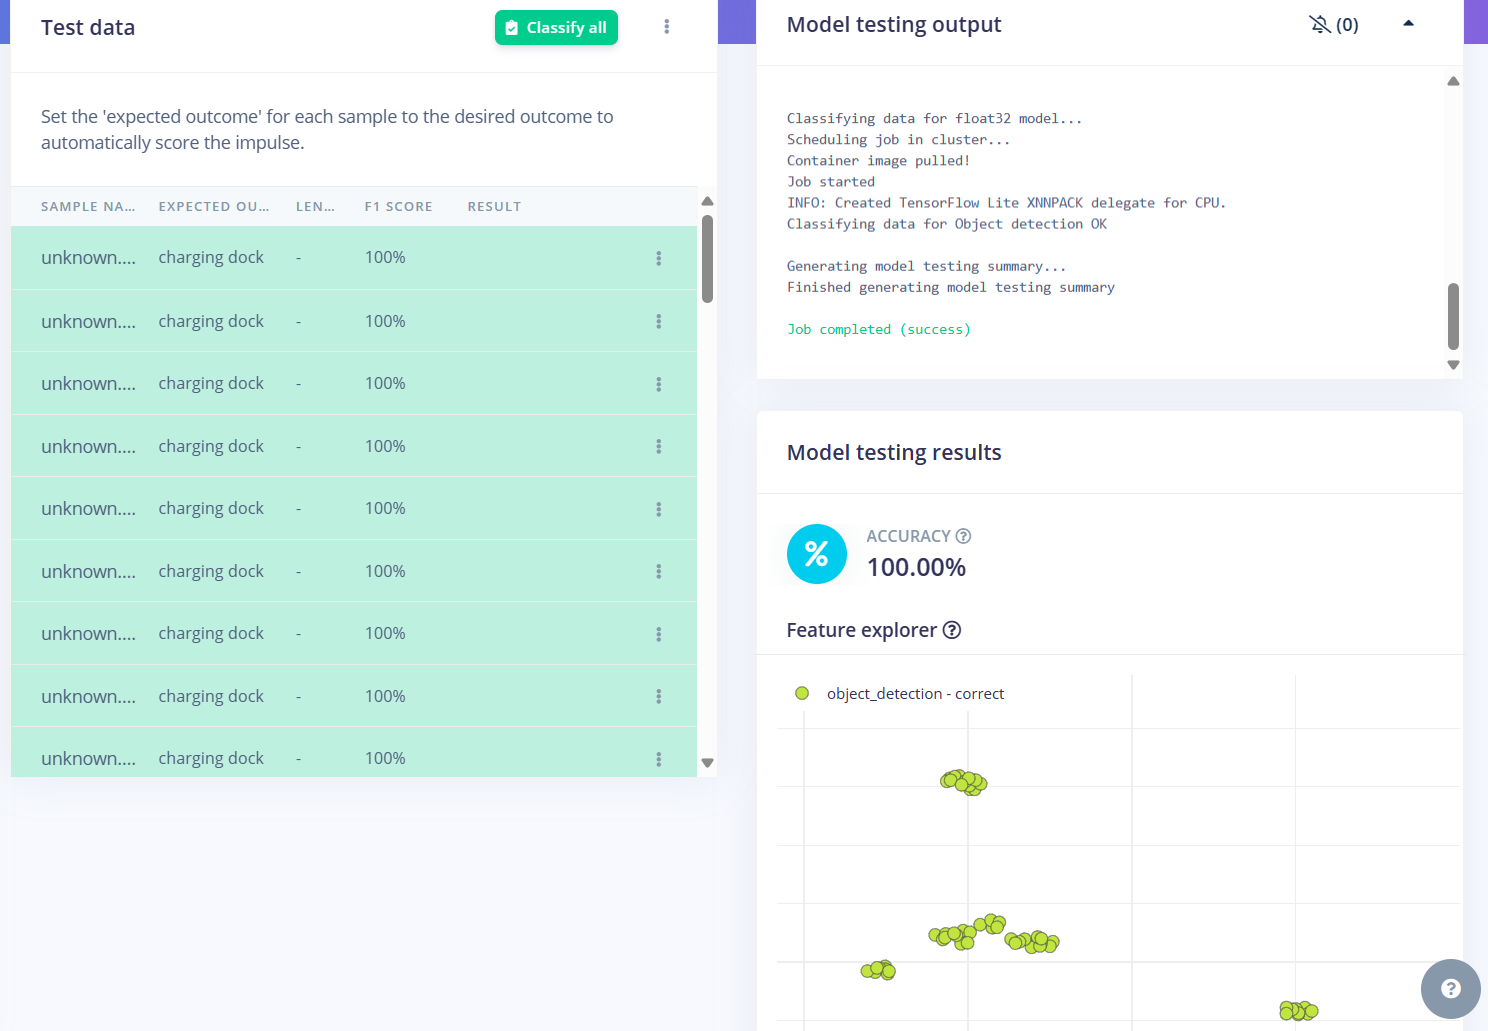 Test data
Classify all
Set the 'expected outcome' for each sample to the desired outcome to
automatically score the impulse.
SAMPLE NA... EXPECTED OU... LEN... F1 SCORE RESULT
unknown.... charging dock - 100%
unknown.... charging dock - 100%
unknown.... charging dock - 100%
unknown.... charging dock - 100%
unknown.... charging dock - 100%
unknown.... charging dock - 100%
unknown.... charging dock - 100%
unknown.... charging dock - 100%
unknown.... charging dock - 100%
Model testing output
(0)
Classifying data for float32 model...
Scheduling job in cluster...
Container image pulled!
Job started
INFO: Created TensorFlow Lite XNNPACK delegate for CPU.
Classifying data for Object detection OK
Generating model testing summary...
Finished generating model testing summary
Job completed (success)
Model testing results
%
ACCURACY ?
100.00%
Feature explorer ?
object_detection - correct
?